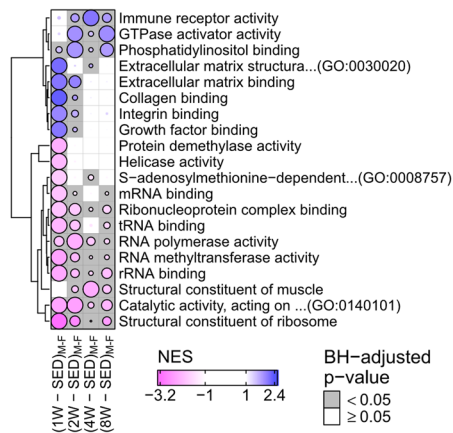 Immune receptor activity
GTPase activator activity
Phosphatidylinositol binding
Extracellular matrix structura...(GO:0030020)
Extracellular matrix binding
Collagen binding
Integrin binding
Growth factor binding
Protein demethylase activity
Helicase activity
S−adenosylmethionine−dependent...(GO:0008757)
mRNA binding
Ribonucleoprotein complex binding
tRNA binding
RNA polymerase activity
RNA methyltransferase activity
rRNA binding
Structural constituent of muscle
Catalytic activity, acting on ...(GO:0140101)
Structural constituent of ribosome
(1W − SED)M-F
(2W − SED)M-F
(4W − SED)M-F
(8W − SED)M-F
NES
−3.2 −1 1 2.4
BH−adjusted
p−value
< 0.05
≥ 0.05